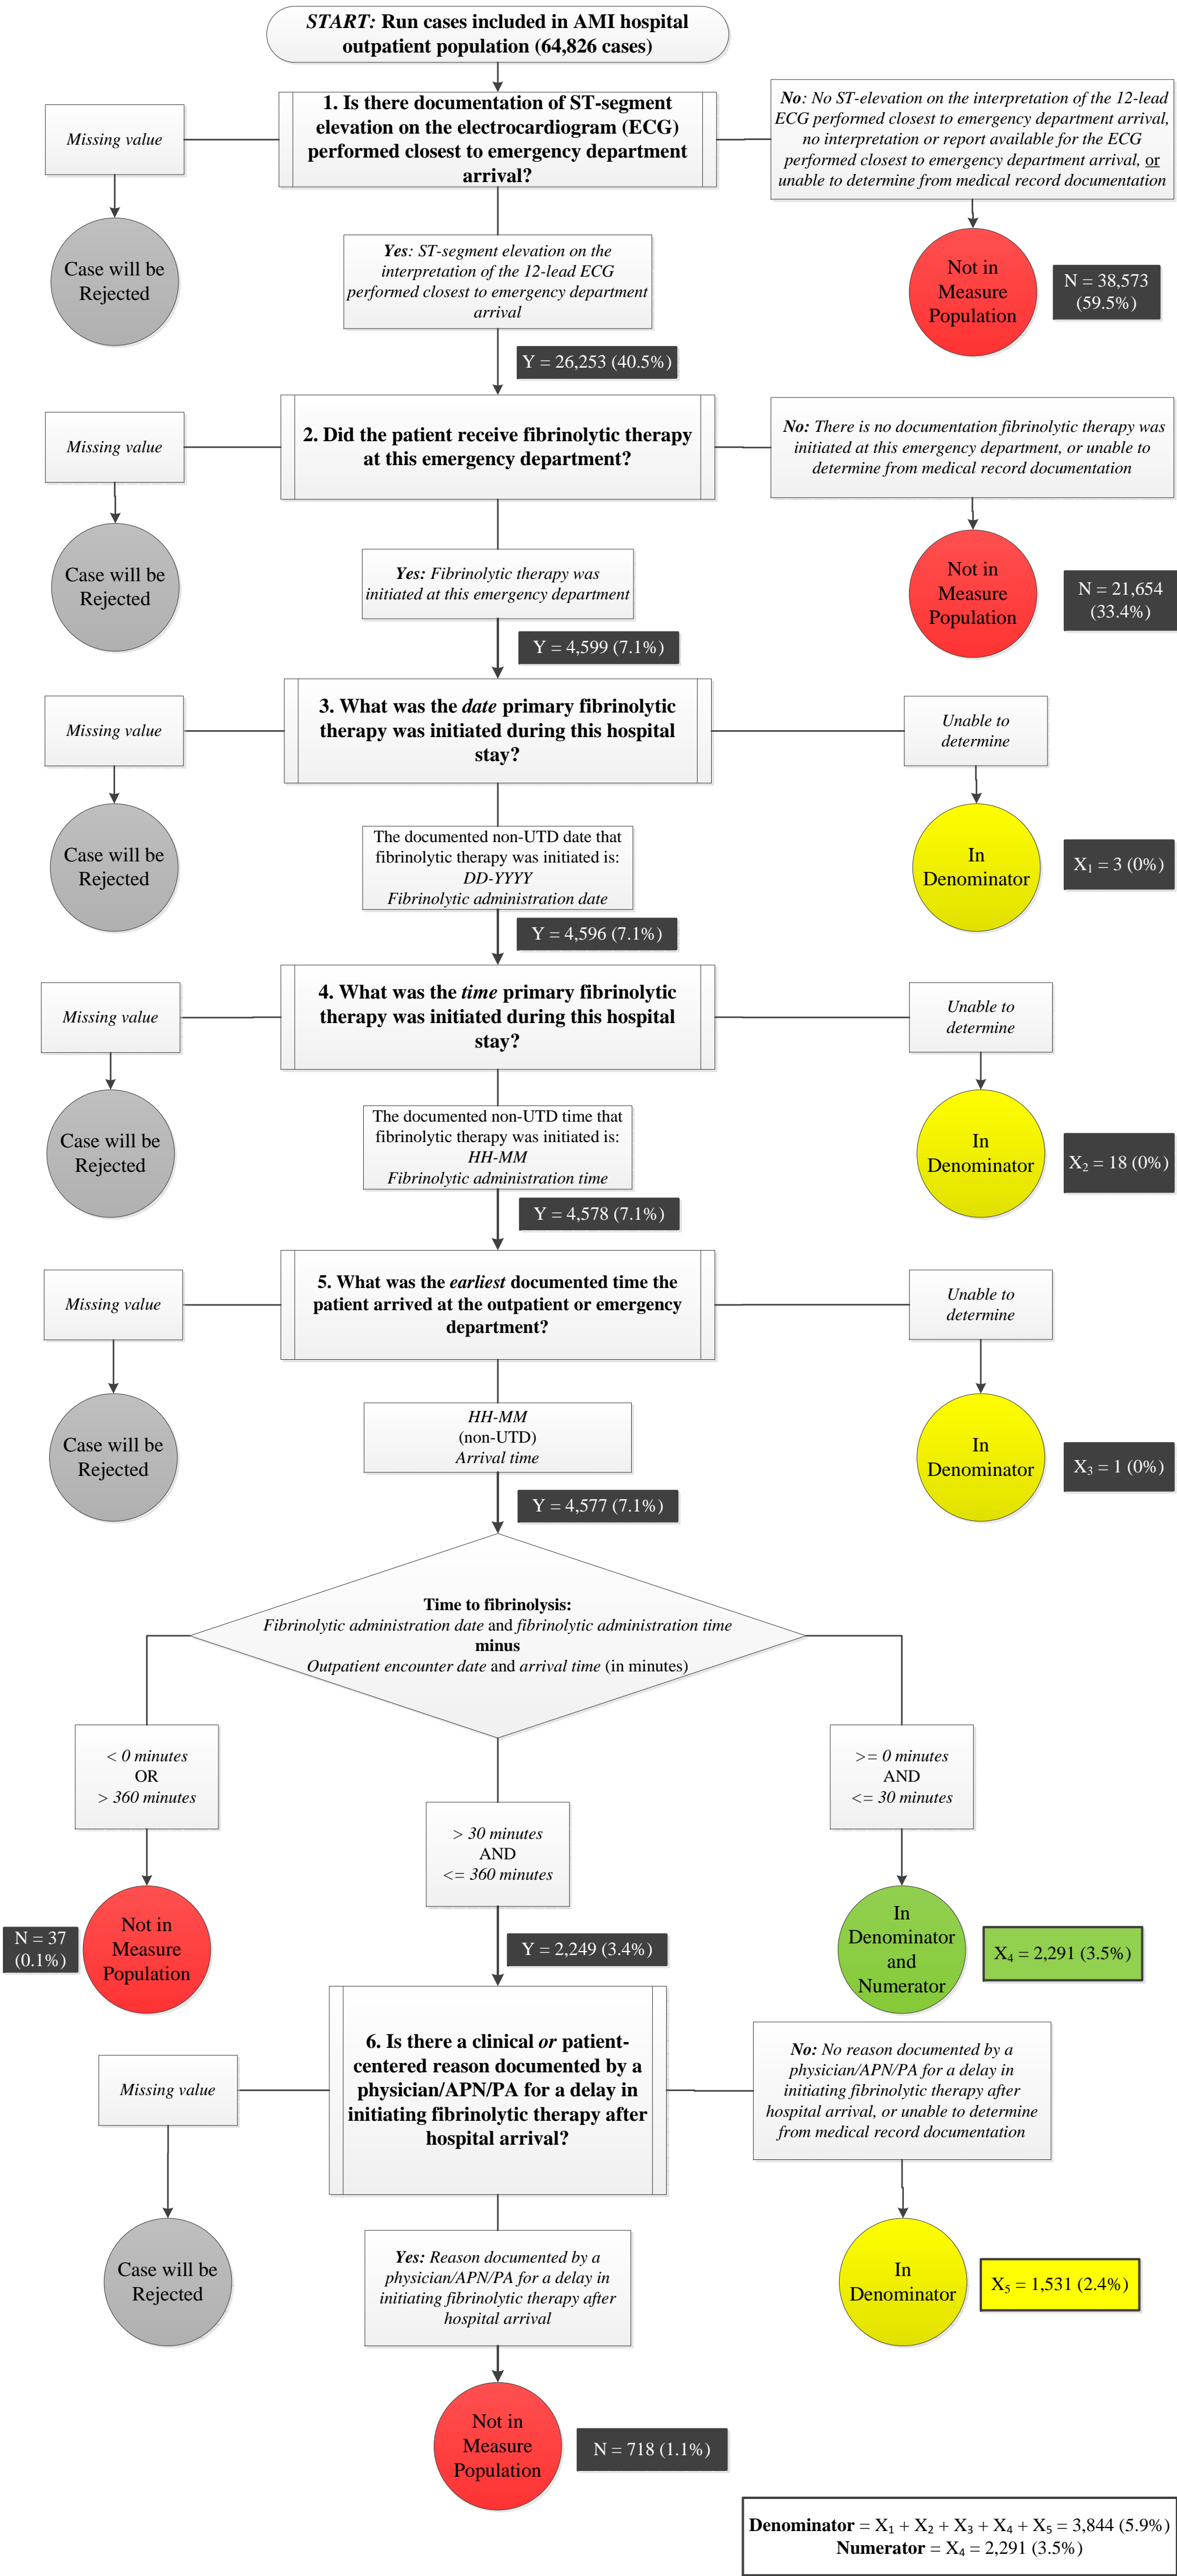 START: Run cases included in AMI hospital
outpatient population (64,826 cases)
1. Is there documentation of ST-segment
elevation on the electrocardiogram (ECG)
performed closest to emergency department
arrival?
Missing value
No: No ST-elevation on the interpretation of the 12-lead
ECG performed closest to emergency department arrival,
no interpretation or report available for the ECG
performed closest to emergency department arrival, or
unable to determine from medical record documentation
Case will be
Rejected
Yes: ST-segment elevation on the
interpretation of the 12-lead ECG
performed closest to emergency department
arrival
Not in
Measure
Population
N = 38,573
(59.5%)
Y = 26,253 (40.5%)
Missing value
2. Did the patient receive fibrinolytic therapy
at this emergency department?
No: There is no documentation fibrinolytic therapy was
initiated at this emergency department, or unable to
determine from medical record documentation
Case will be
Rejected
Yes: Fibrinolytic therapy was
initiated at this emergency department
Not in
Measure
Population
N = 21,654
(33.4%)
Y = 4,599 (7.1%)
Missing value
3. What was the date primary fibrinolytic
therapy was initiated during this hospital
stay?
Unable to
determine
Case will be
Rejected
The documented non-UTD date that
fibrinolytic therapy was initiated is:
DD-YYYY
Fibrinolytic administration date
In
Denominator
X₁ = 3 (0%)
Y = 4,596 (7.1%)
Missing value
4. What was the time primary fibrinolytic
therapy was initiated during this hospital
stay?
Unable to
determine
Case will be
Rejected
The documented non-UTD time that
fibrinolytic therapy was initiated is:
HH-MM
Fibrinolytic administration time
In
Denominator
X₂ = 18 (0%)
Y = 4,578 (7.1%)
Missing value
5. What was the earliest documented time the
patient arrived at the outpatient or emergency
department?
Unable to
determine
Case will be
Rejected
HH-MM
(non-UTD)
Arrival time
In
Denominator
X₃ = 1 (0%)
Y = 4,577 (7.1%)
Time to fibrinolysis:
Fibrinolytic administration date and fibrinolytic administration time
minus
Outpatient encounter date and arrival time (in minutes)
< 0 minutes
OR
> 360 minutes
> 30 minutes
AND
<= 360 minutes
>= 0 minutes
AND
<= 30 minutes
N = 37
(0.1%)
Not in
Measure
Population
Y = 2,249 (3.4%)
In
Denominator
and
Numerator
X₄ = 2,291 (3.5%)
Missing value
6. Is there a clinical or patient-
centered reason documented by a
physician/APN/PA for a delay in
initiating fibrinolytic therapy after
hospital arrival?
No: No reason documented by a
physician/APN/PA for a delay in
initiating fibrinolytic therapy after
hospital arrival, or unable to determine
from medical record documentation
Case will be
Rejected
Yes: Reason documented by a
physician/APN/PA for a delay in
initiating fibrinolytic therapy after
hospital arrival
In
Denominator
X₅ = 1,531 (2.4%)
Not in
Measure
Population
N = 718 (1.1%)
Denominator = X₁ + X₂ + X₃ + X₄ + X₅ = 3,844 (5.9%)
Numerator = X₄ = 2,291 (3.5%)